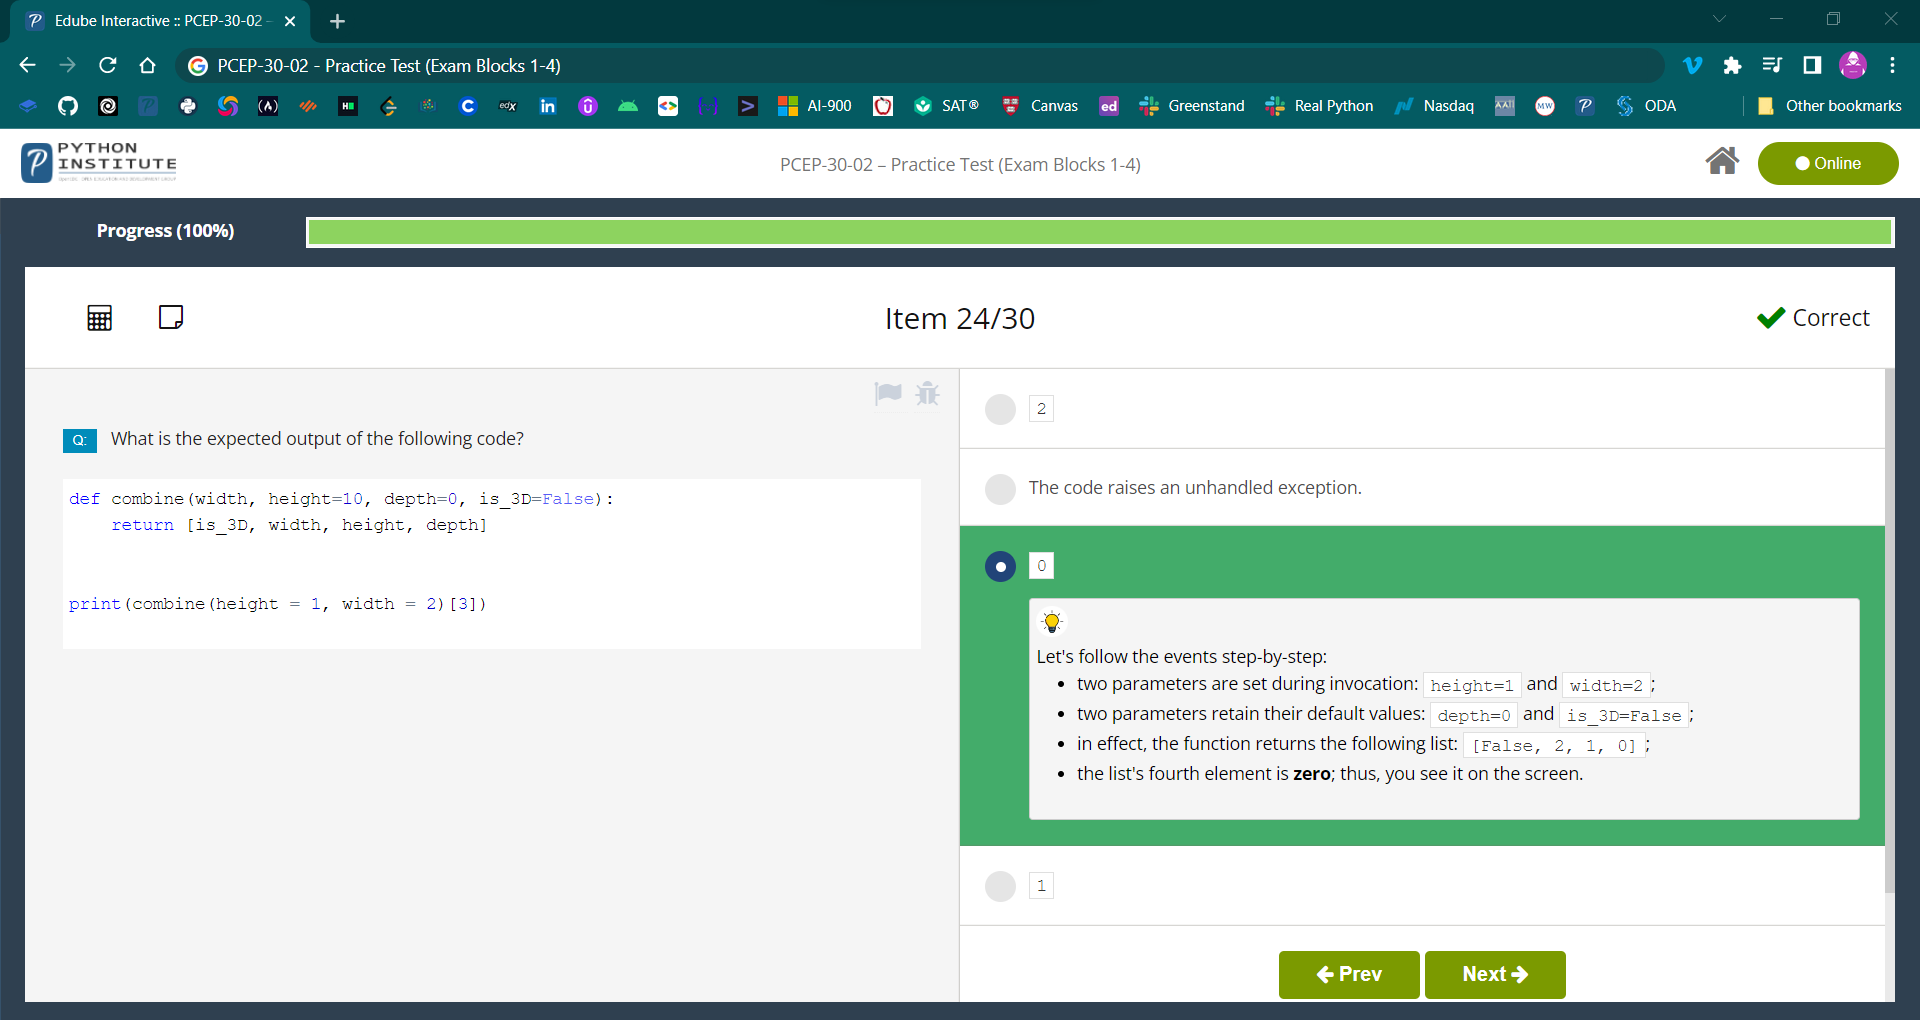 Edube Interactive :: PCEP-30-02 -
PCEP-30-02 - Practice Test (Exam Blocks 1-4)
AI-900
SAT®
Canvas
ed
Greenstand
Real Python
Nasdaq
MW
ODA
Other bookmarks
PYTHON
INSTITUTE
PCEP-30-02 – Practice Test (Exam Blocks 1-4)
Online
Progress (100%)
Item 24/30
Correct
Q: What is the expected output of the following code?
def combine(width, height=10, depth=0, is_3D=False):
    return [is_3D, width, height, depth]
print(combine(height = 1, width = 2)[3])
2
The code raises an unhandled exception.
0
Let's follow the events step-by-step:
• two parameters are set during invocation: height=1 and width=2;
• two parameters retain their default values: depth=0 and is_3D=False;
• in effect, the function returns the following list: [False, 2, 1, 0];
• the list's fourth element is zero; thus, you see it on the screen.
1
Prev
Next